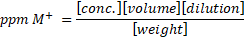 ppm M⁺ = [conc.][volume][dilution] / [weight]